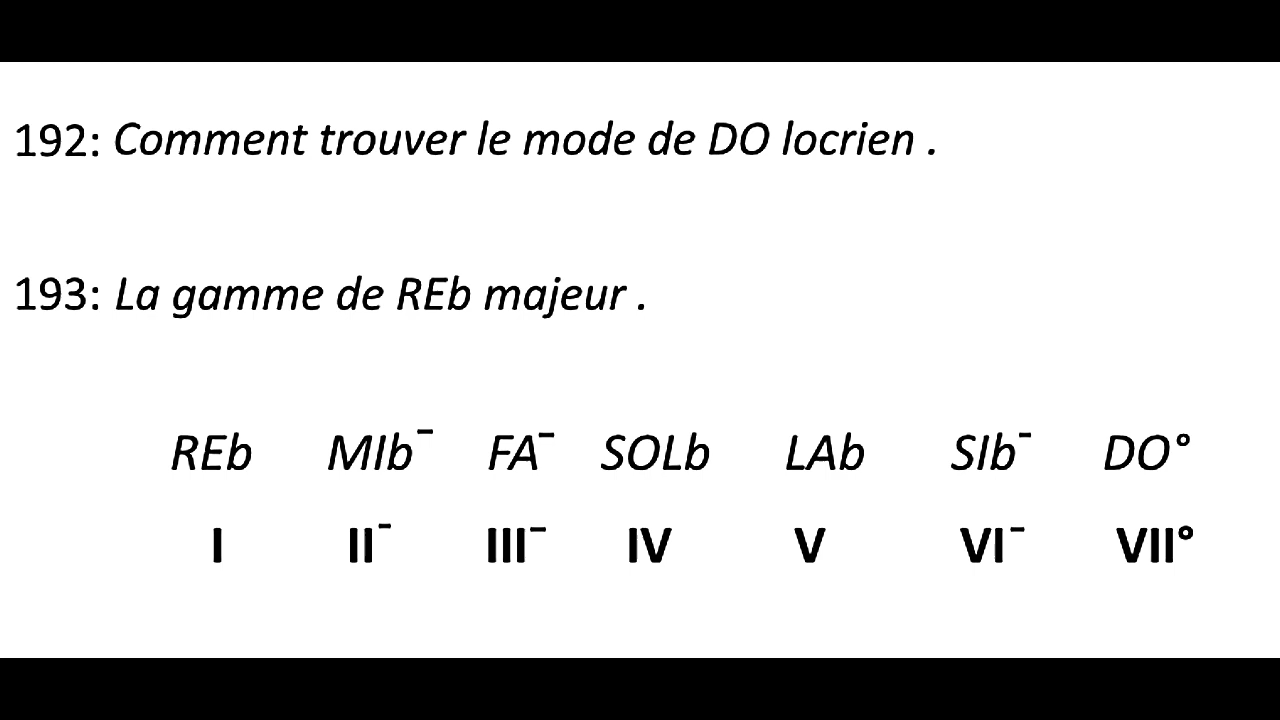 192: Comment trouver le mode de DO locrien .
193: La gamme de REb majeur .
REb MIb⁻ FA⁻ SOLb LAb SIb⁻ DO°
I II⁻ III⁻ IV V VI⁻ VII°